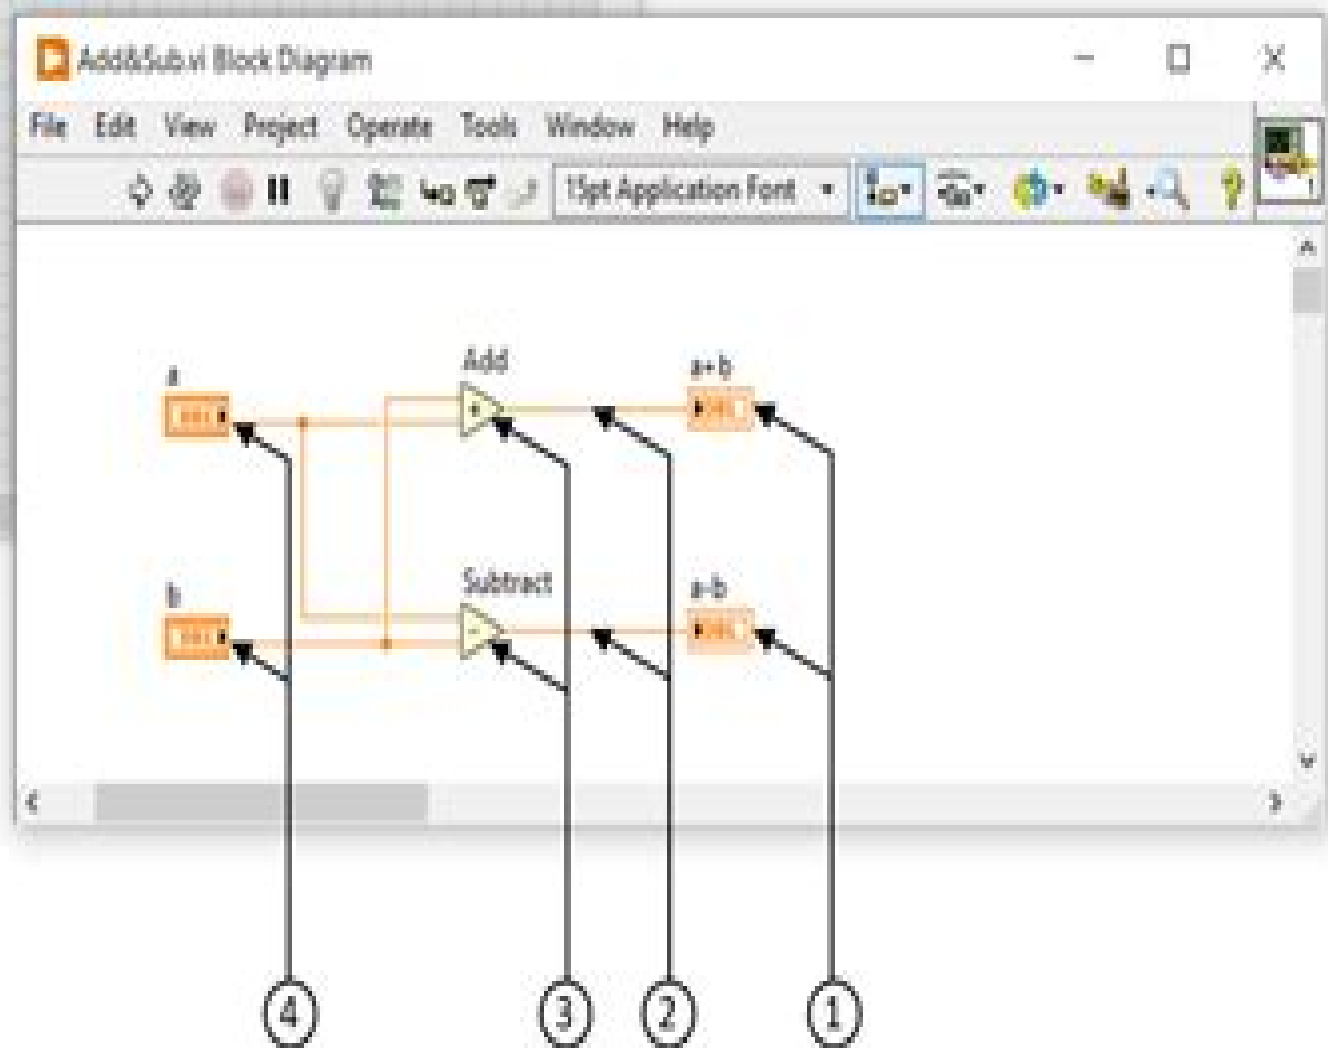 Add&Sub.vi Block Diagram
File Edit View Project Operate Tools Window Help
15pt Application Font
a
Add
a+b
b
Subtract
a-b
4 3 2 1